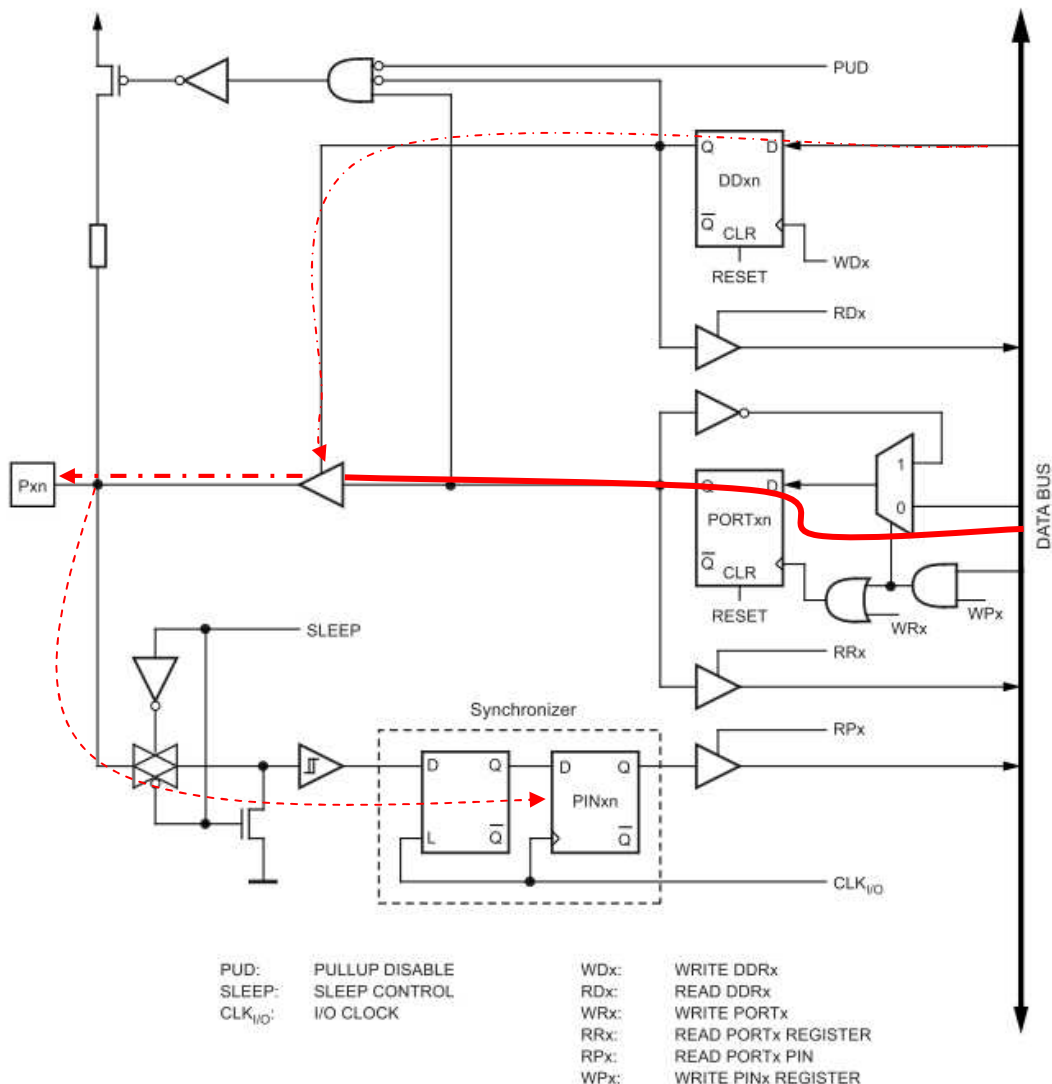 PUD
Q D
DDxn
Q
CLR
RESET
WDx
RDx
Pxn
1
0
Q D
PORTxn
Q
CLR
RESET
WRx
WPx
DATA BUS
SLEEP
RRx
Synchronizer
RPx
D Q
D Q
PINxn
L Q
Q
CLK I/O
PUD: PULLUP DISABLE
SLEEP: SLEEP CONTROL
CLK I/O: I/O CLOCK
WDx: WRITE DDRx
RDx: READ DDRx
WRx: WRITE PORTx
RRx: READ PORTx REGISTER
RPx: READ PORTx PIN
WPx: WRITE PINx REGISTER